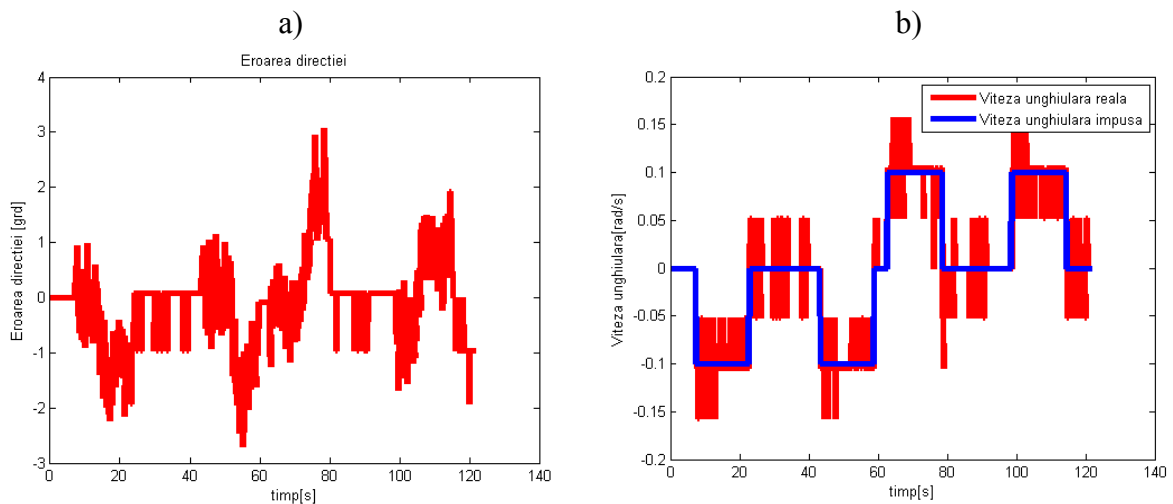 a)
Eroarea directiei
4
3
2
1
0
-1
-2
-3
0 20 40 60 80 100 120 140
Eroarea directiei [grd]
timp[s]
b)
Viteza unghiulara reala
Viteza unghiulara impusa
0.2
0.15
0.1
0.05
0
-0.05
-0.1
-0.15
-0.2
0 20 40 60 80 100 120 140
Viteza unghiulara[rad/s]
timp[s]